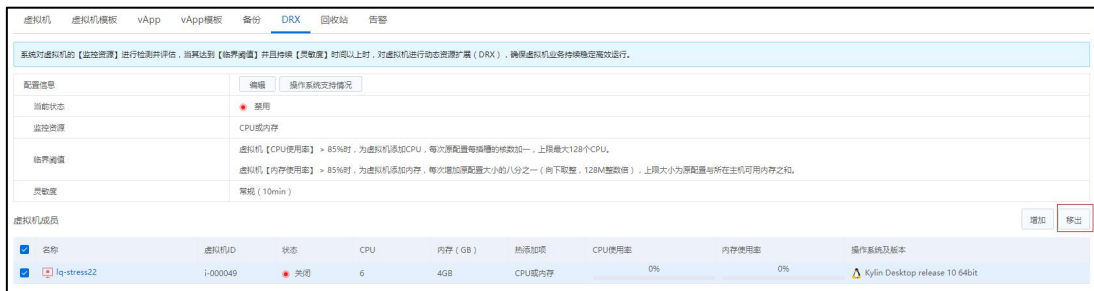 虚拟机 虚拟机模板 vApp vApp模板 备份 DRX 回收站 告警
系统对虚拟机的【监控资源】进行检测并评估，当其达到【临界阈值】并且持续【灵敏度】时间以上时，对虚拟机进行动态资源扩展（DRX），确保虚拟机业务持续稳定高效运行。
配置信息 编辑 操作系统支持情况
当前状态 禁用
监控资源 CPU或内存
虚拟机【CPU使用率】 > 85%时，为虚拟机添加CPU，每次原配置每插槽的核数加一，上限最大128个CPU。
临界阈值
虚拟机【内存使用率】 > 85%时，为虚拟机添加内存，每次增加原配置大小的八分之一（向下取整，128M整数倍），上限大小为原配置与所在主机可用内存之和。
灵敏度 常规（10min）
虚拟机成员 增加 移出
名称 虚拟机ID 状态 CPU 内存（GB） 热添加项 CPU使用率 内存使用率 操作系统及版本
lq-stress22 i-000049 关闭 6 4GB CPU或内存 0% 0% Kylin Desktop release 10 64bit